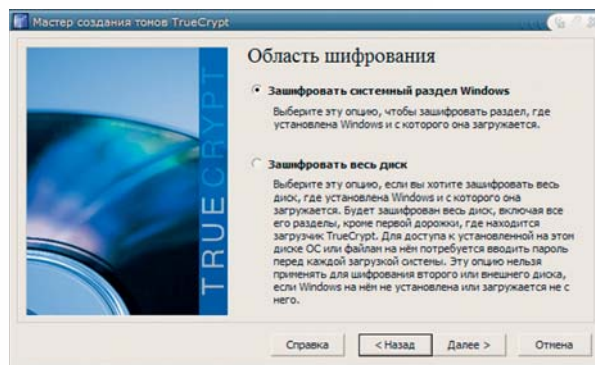 Мастер создания томов TrueCrypt
TRUECRYPT
Область шифрования
Зашифровать системный раздел Windows
Выберите эту опцию, чтобы зашифровать раздел, где
установлена Windows и с которого она загружается.
Зашифровать весь диск
Выберите эту опцию, если вы хотите зашифровать весь
диск, где установлена Windows и с которого она
загружается. Будет зашифрован весь диск, включая все
его разделы, кроме первой дорожки, где находится
загрузчик TrueCrypt. Для доступа к установленной на этом
диске ОС или файлам на нём потребуется вводить пароль
перед каждой загрузкой системы. Эту опцию нельзя
применять для шифрования второго или внешнего диска,
если Windows на нём не установлена или загружается не с
него.
Справка
< Назад
Далее >
Отмена